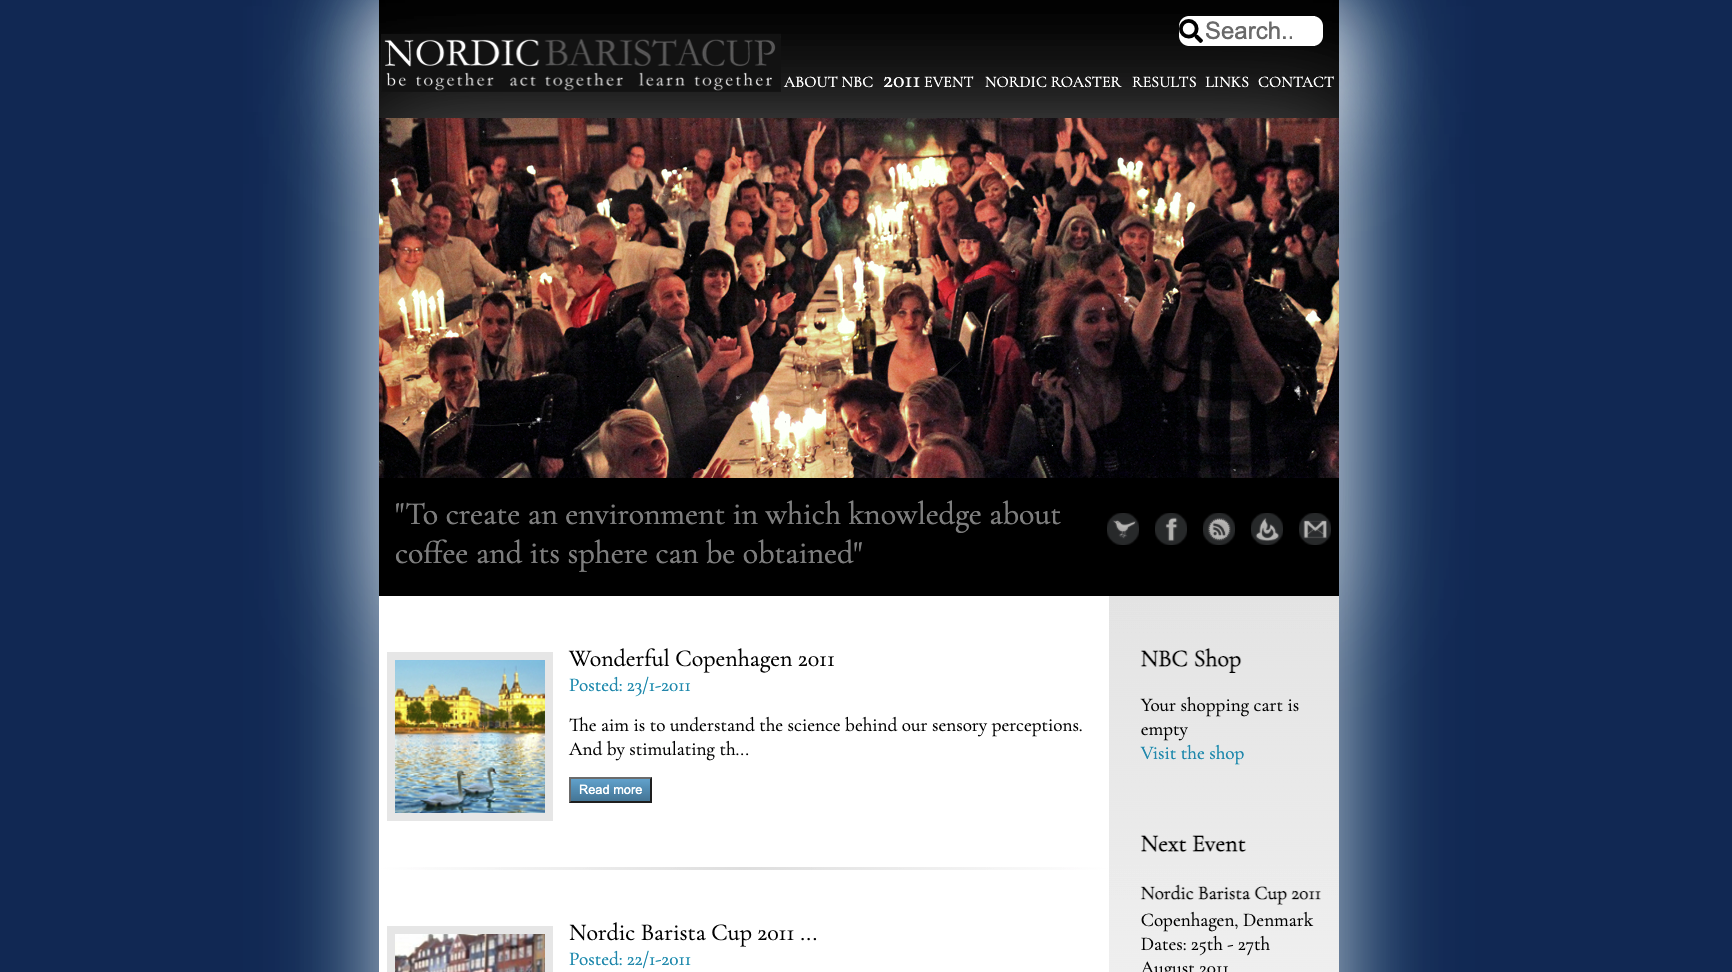 Search..
NORDIC BARISTACUP
be together act together learn together
ABOUT NBC 2011 EVENT NORDIC ROASTER RESULTS LINKS CONTACT
"To create an environment in which knowledge about
coffee and its sphere can be obtained"
Wonderful Copenhagen 2011
Posted: 23/1-2011
The aim is to understand the science behind our sensory perceptions.
And by stimulating th...
Read more
Nordic Barista Cup 2011 ...
Posted: 22/1-2011
NBC Shop
Your shopping cart is
empty
Visit the shop
Next Event
Nordic Barista Cup 2011
Copenhagen, Denmark
Dates: 25th - 27th
August 2011